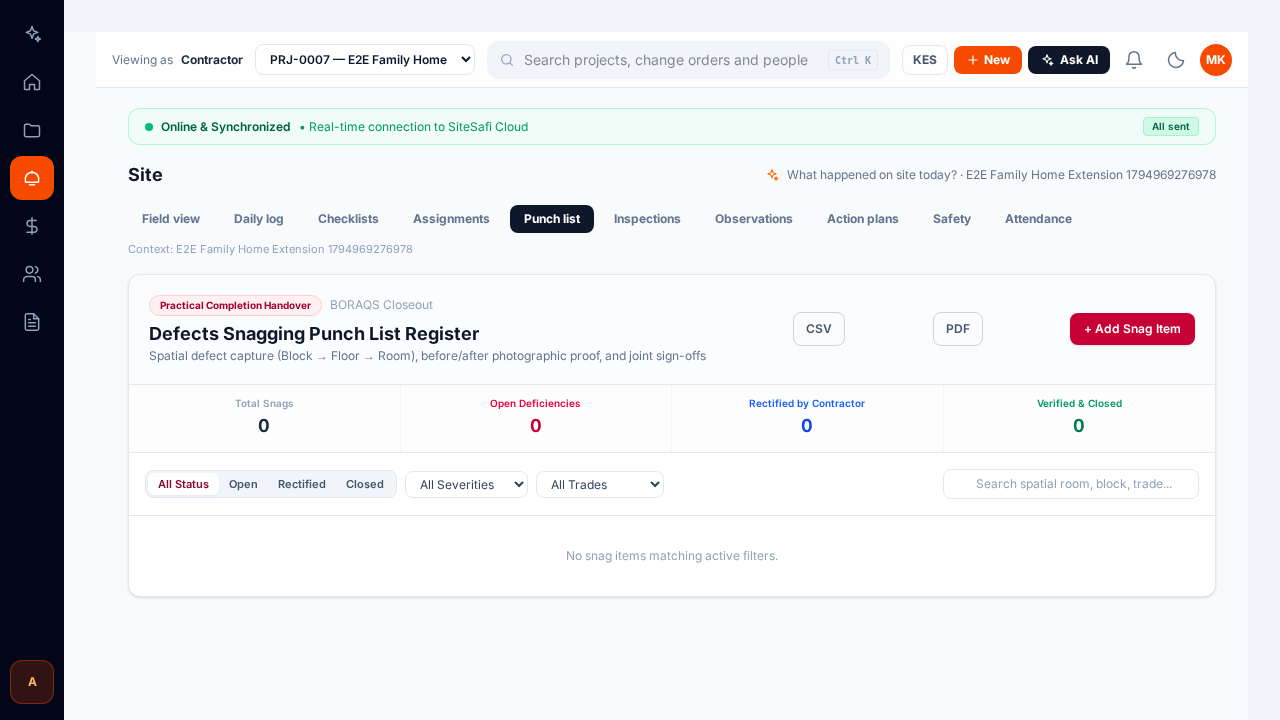 Viewing as Contractor
PRJ-0007 — E2E Family Home
Search projects, change orders and people
Ctrl K
KES
+ New
Ask AI
MK
Online & Synchronized • Real-time connection to SiteSafi Cloud
All sent
Site
What happened on site today? · E2E Family Home Extension 1794969276978
Field view
Daily log
Checklists
Assignments
Punch list
Inspections
Observations
Action plans
Safety
Attendance
Context: E2E Family Home Extension 1794969276978
Practical Completion Handover
BORAQS Closeout
Defects Snagging Punch List Register
Spatial defect capture (Block → Floor → Room), before/after photographic proof, and joint sign-offs
CSV
PDF
+ Add Snag Item
Total Snags
0
Open Deficiencies
0
Rectified by Contractor
0
Verified & Closed
0
All Status
Open
Rectified
Closed
All Severities
All Trades
Search spatial room, block, trade...
No snag items matching active filters.
A